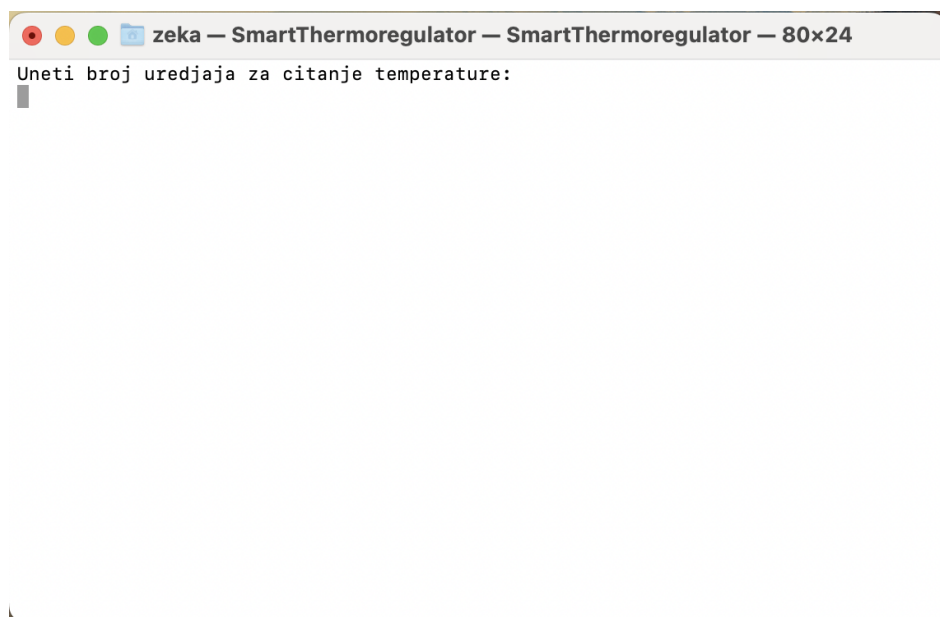 zeka — SmartThermoregulator — SmartThermoregulator — 80×24
Uneti broj uredjaja za citanje temperature: